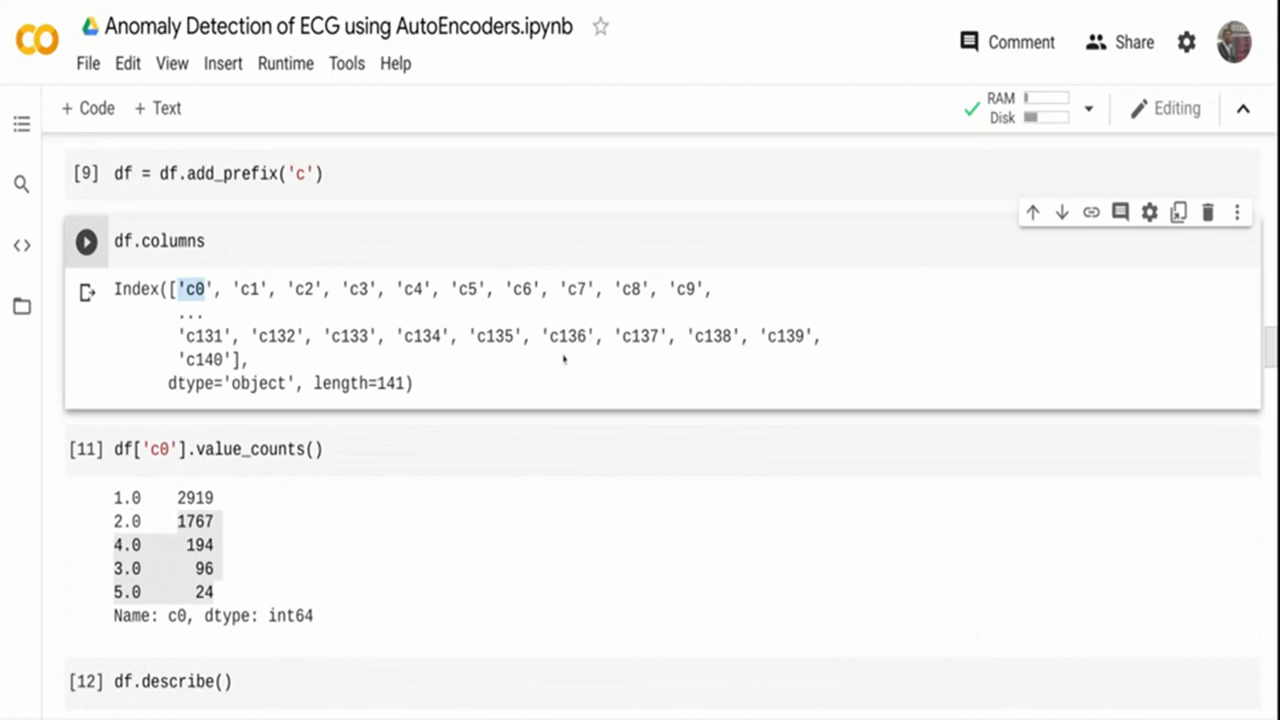 Anomaly Detection of ECG using AutoEncoders.ipynb
File Edit View Insert Runtime Tools Help
Comment Share
+ Code + Text
RAM
Disk
Editing
[9] df = df.add_prefix('c')
df.columns
Index(['c0', 'c1', 'c2', 'c3', 'c4', 'c5', 'c6', 'c7', 'c8', 'c9',
...
'c131', 'c132', 'c133', 'c134', 'c135', 'c136', 'c137', 'c138', 'c139',
'c140'],
dtype='object', length=141)
[11] df['c0'].value_counts()
1.0 2919
2.0 1767
4.0 194
3.0 96
5.0 24
Name: c0, dtype: int64
[12] df.describe()